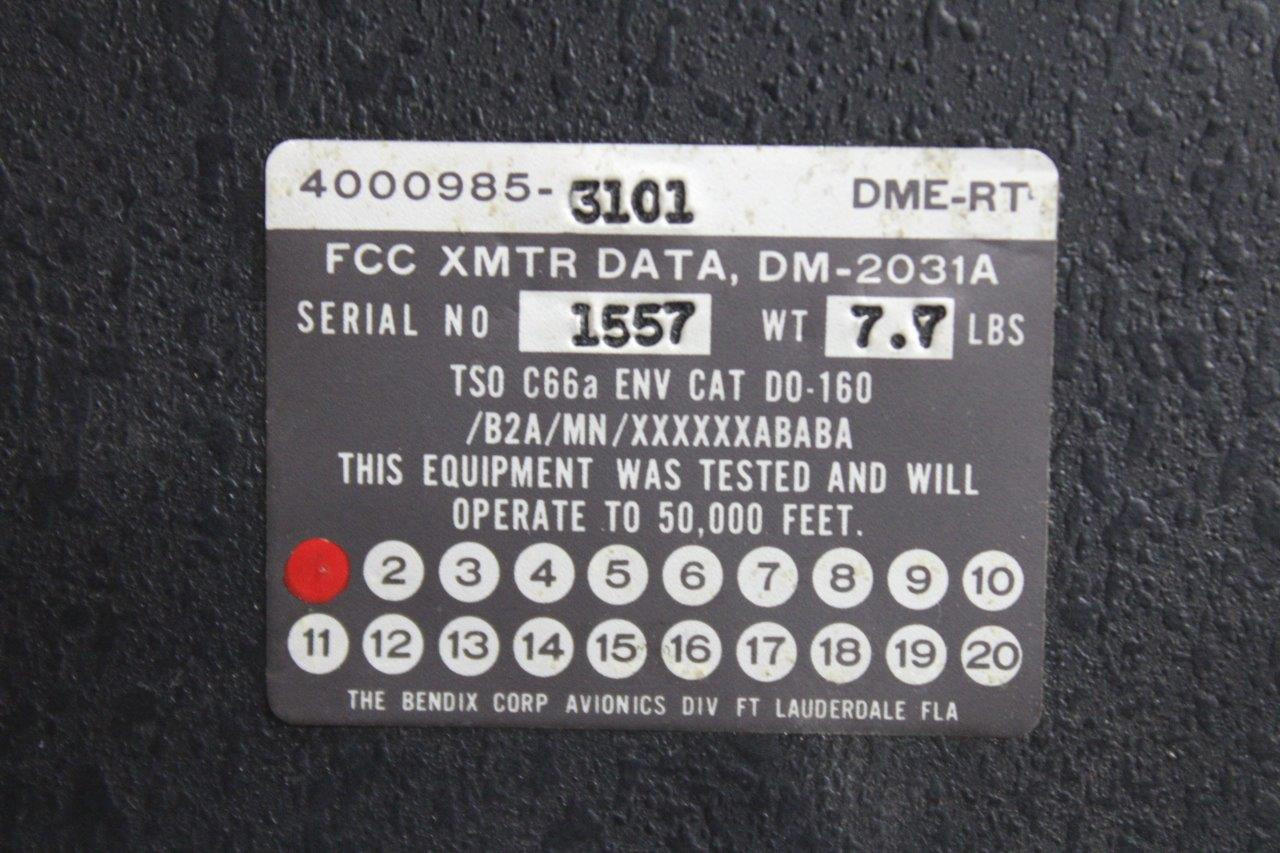 4000985-3101 DME-RT
FCC XMTR DATA, DM-2031A
SERIAL NO 1557 WT 7.7 LBS
TSO C66a ENV CAT DO-160
/B2A/MN/XXXXXXABABA
THIS EQUIPMENT WAS TESTED AND WILL
OPERATE TO 50,000 FEET.
2 3 4 5 6 7 8 9 10
11 12 13 14 15 16 17 18 19 20
THE BENDIX CORP AVIONICS DIV FT LAUDERDALE FLA